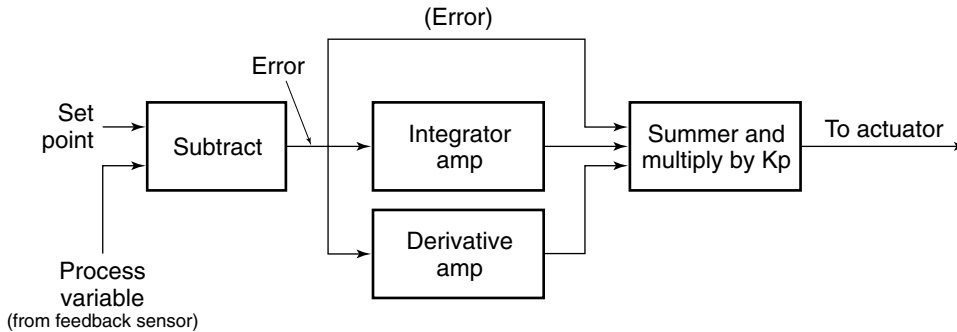 (Error)
Error
Set
point
Subtract
Integrator
amp
Summer and
multiply by Kp
To actuator
Derivative
amp
Process
variable
(from feedback sensor)